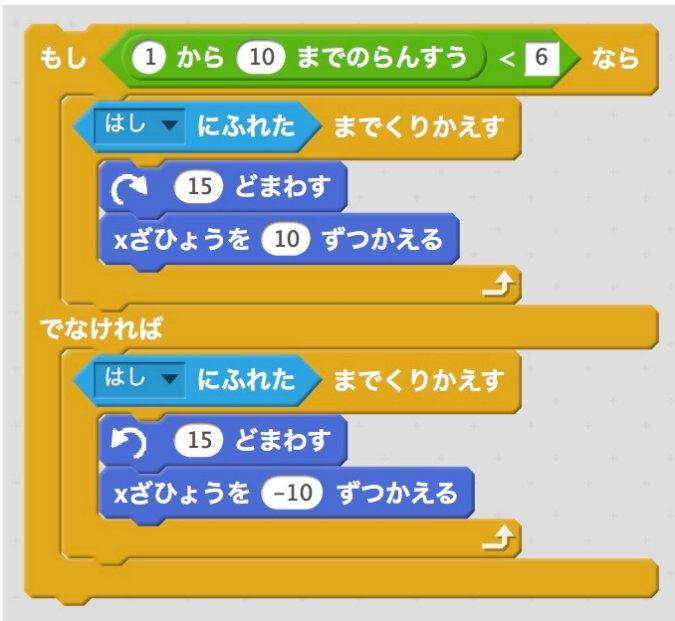 もし 1 から 10 までのらんすう < 6 なら
はし にふれた までくりかえす
15 どまわす
xざひょうを 10 ずつかえる
でなければ
はし にふれた までくりかえす
15 どまわす
xざひょうを -10 ずつかえる